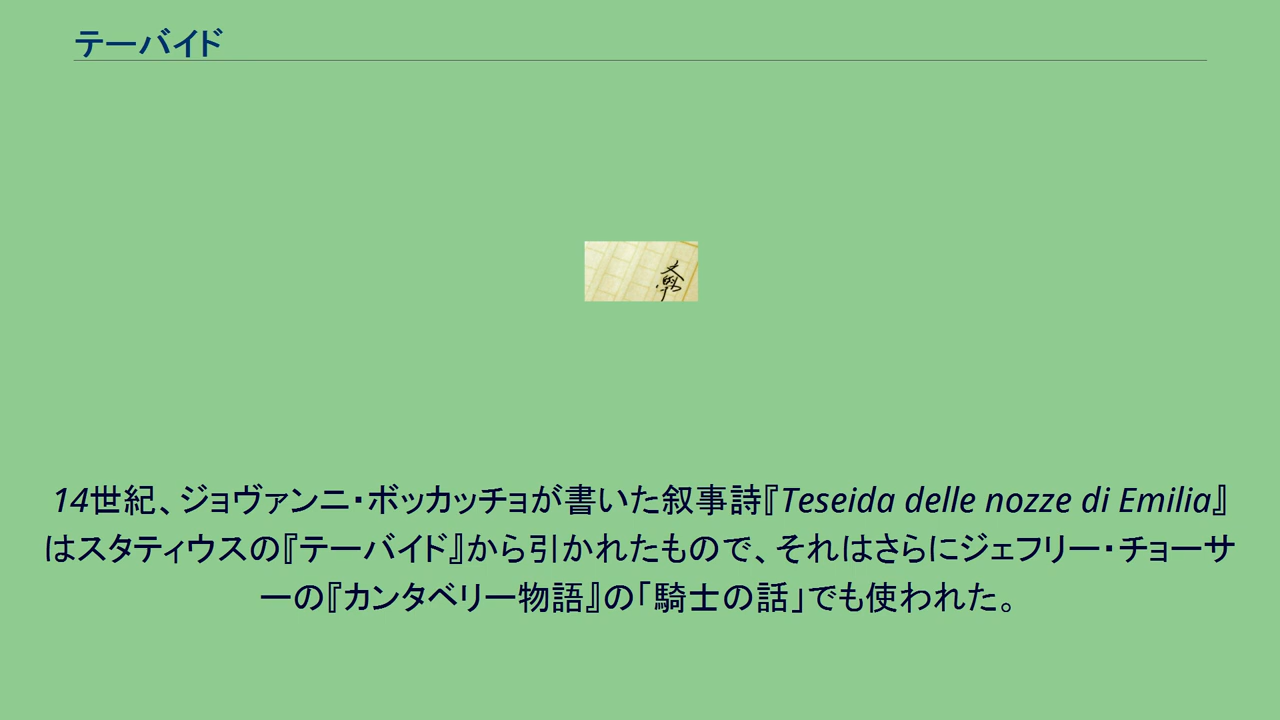 テーバイド
14世紀、ジョヴァンニ・ボッカッチョが書いた叙事詩『Teseida delle nozze di Emilia』
はスタティウスの『テーバイド』から引かれたもので、それはさらにジェフリー・チョーサ
ーの『カンタベリー物語』の「騎士の話」でも使われた。